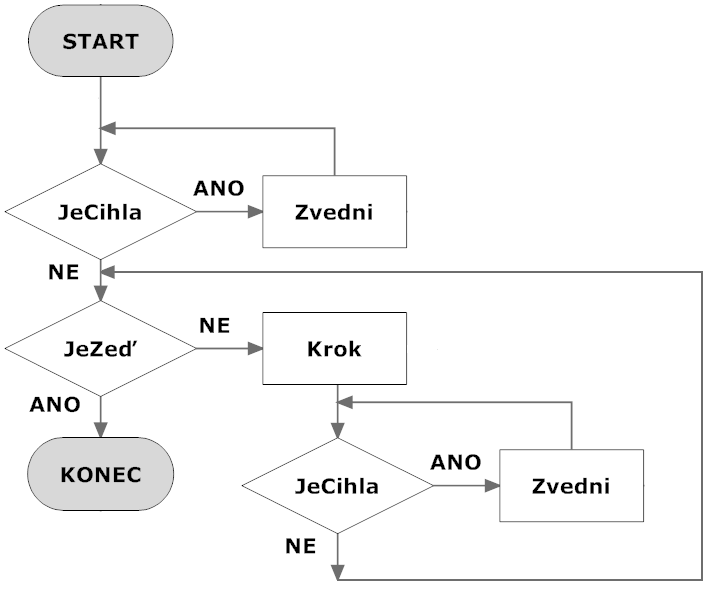 START
ANO
JeCihla
Zvedni
NE
NE
JeZeď
Krok
ANO
ANO
KONEC
JeCihla
Zvedni
NE